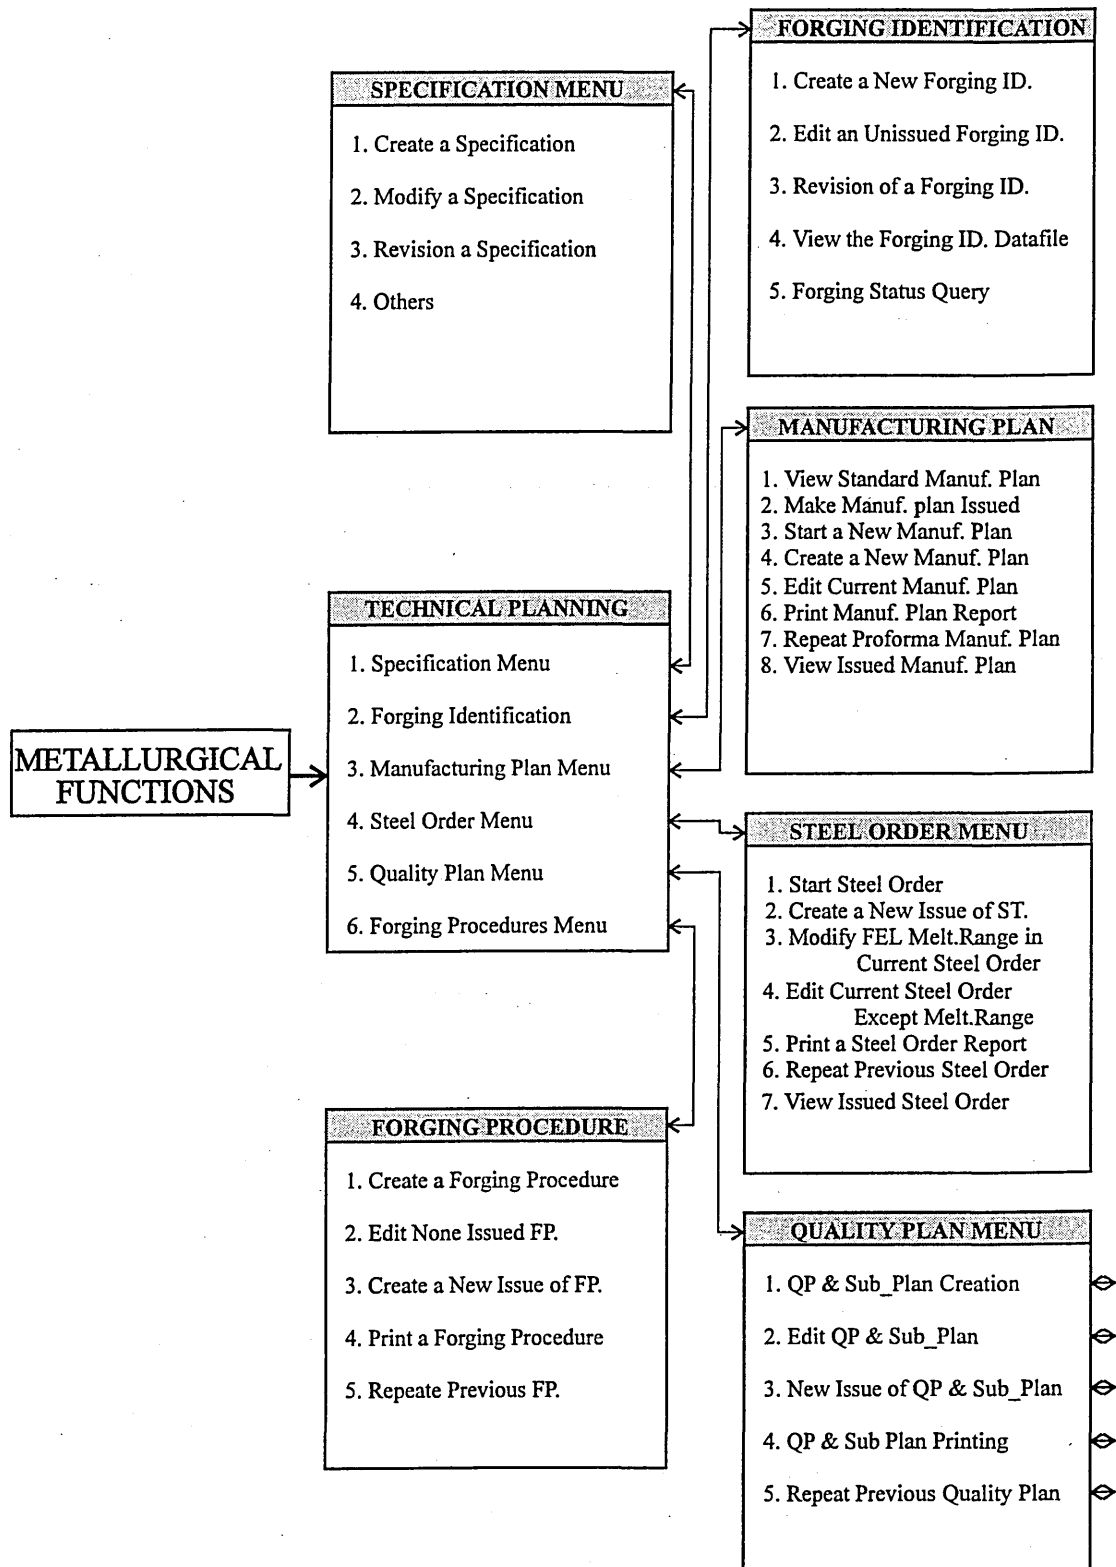 METALLURGICAL
FUNCTIONS
SPECIFICATION MENU
1. Create a Specification
2. Modify a Specification
3. Revision a Specification
4. Others
TECHNICAL PLANNING
1. Specification Menu
2. Forging Identification
3. Manufacturing Plan Menu
4. Steel Order Menu
5. Quality Plan Menu
6. Forging Procedures Menu
FORGING PROCEDURE
1. Create a Forging Procedure
2. Edit None Issued FP.
3. Create a New Issue of FP.
4. Print a Forging Procedure
5. Repeate Previous FP.
FORGING IDENTIFICATION
1. Create a New Forging ID.
2. Edit an Unissued Forging ID.
3. Revision of a Forging ID.
4. View the Forging ID. Datafile
5. Forging Status Query
MANUFACTURING PLAN
1. View Standard Manuf. Plan
2. Make Manuf. plan Issued
3. Start a New Manuf. Plan
4. Create a New Manuf. Plan
5. Edit Current Manuf. Plan
6. Print Manuf. Plan Report
7. Repeat Proforma Manuf. Plan
8. View Issued Manuf. Plan
STEEL ORDER MENU
1. Start Steel Order
2. Create a New Issue of ST.
3. Modify FEL Melt.Range in
Current Steel Order
4. Edit Current Steel Order
Except Melt.Range
5. Print a Steel Order Report
6. Repeat Previous Steel Order
7. View Issued Steel Order
QUALITY PLAN MENU
1. QP & Sub_Plan Creation
2. Edit QP & Sub_Plan
3. New Issue of QP & Sub_Plan
4. QP & Sub Plan Printing
5. Repeat Previous Quality Plan